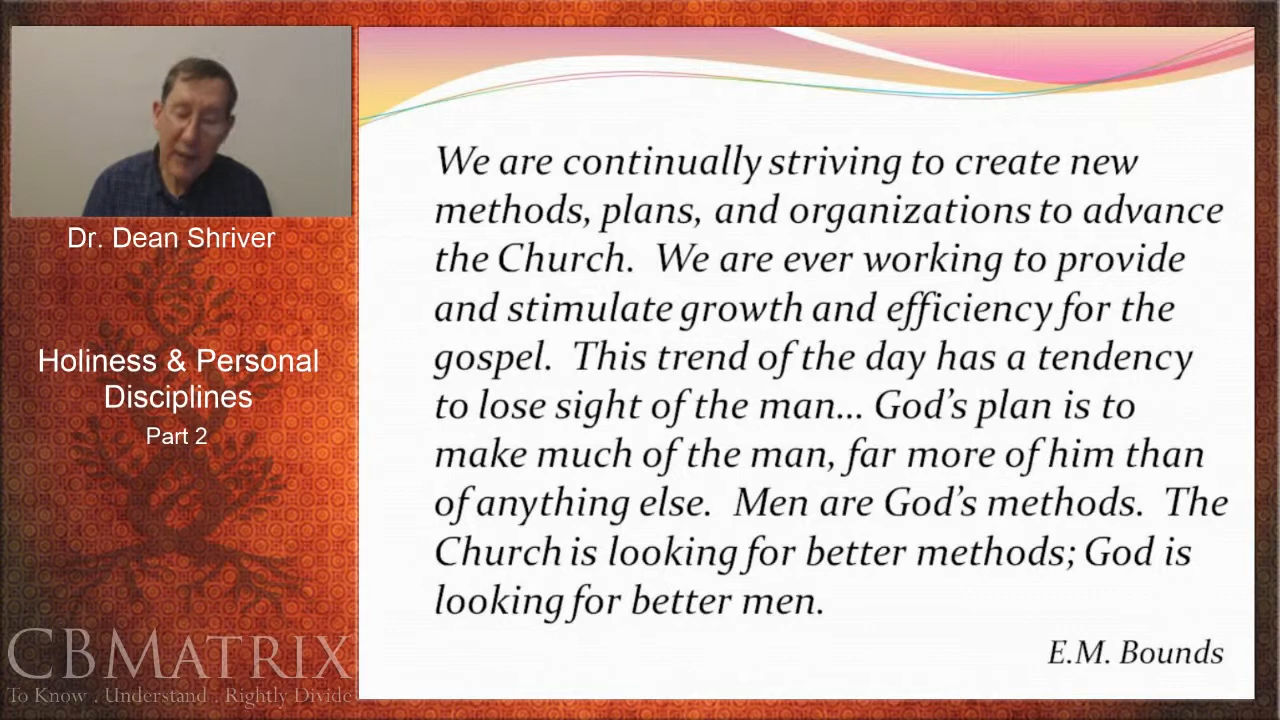 Dr. Dean Shriver
Holiness & Personal
Disciplines
Part 2
CBMATRIX
To Know . Understand . Rightly Divide
We are continually striving to create new
methods, plans, and organizations to advance
the Church. We are ever working to provide
and stimulate growth and efficiency for the
gospel. This trend of the day has a tendency
to lose sight of the man... God's plan is to
make much of the man, far more of him than
of anything else. Men are God's methods. The
Church is looking for better methods; God is
looking for better men.
E.M. Bounds